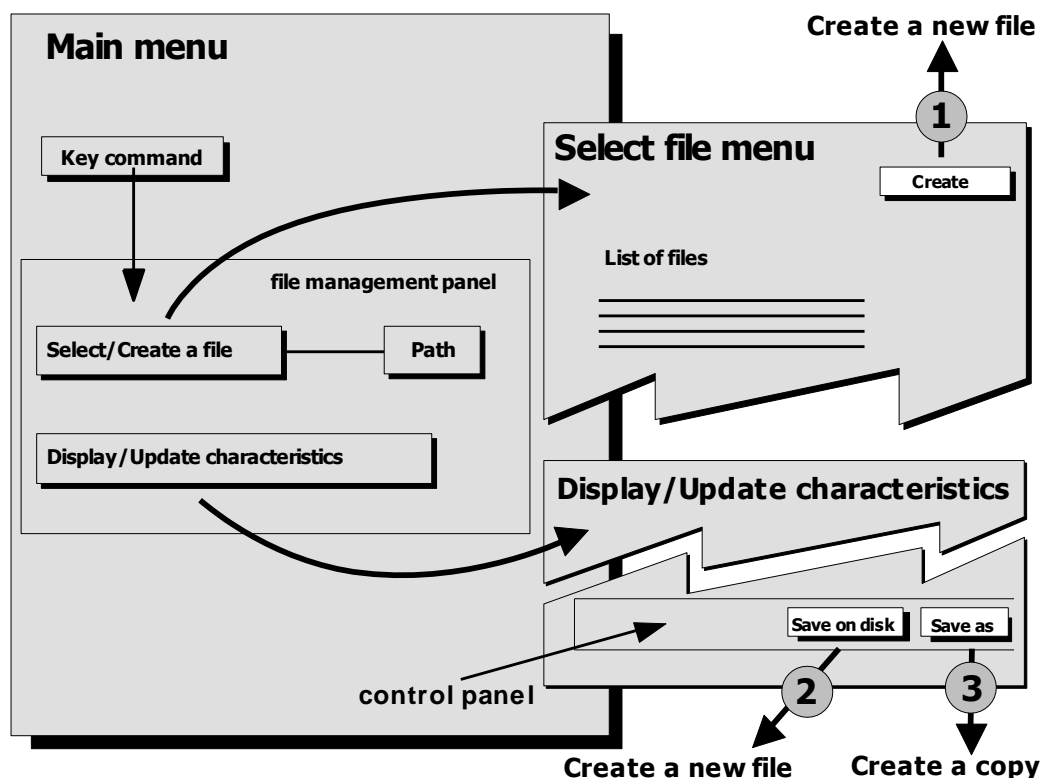 Main menu
Key command
file management panel
Select/Create a file
Path
Display/Update characteristics
Create a new file
1
Select file menu
Create
List of files
Display/Update characteristics
Save on disk
Save as
control panel
2
3
Create a new file
Create a copy